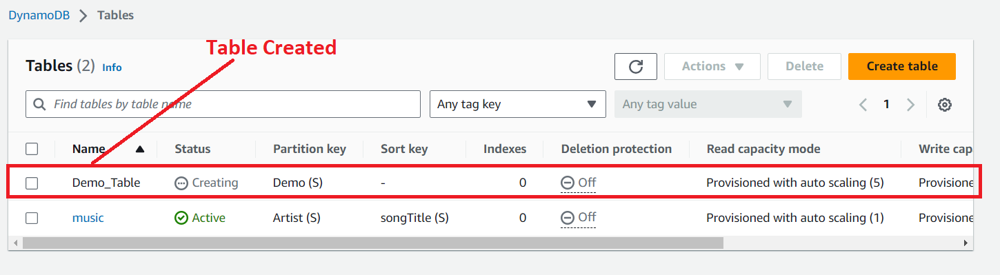 DynamoDB > Tables
Table Created
Tables (2) Info
Actions Delete Create table
Find tables by table name Any tag key Any tag value 1
Name Status Partition key Sort key Indexes Deletion protection Read capacity mode Write cap
Demo_Table Creating Demo (S) - 0 Off Provisioned with auto scaling (5) Provisione
music Active Artist (S) songTitle (S) 0 Off Provisioned with auto scaling (1) Provisione